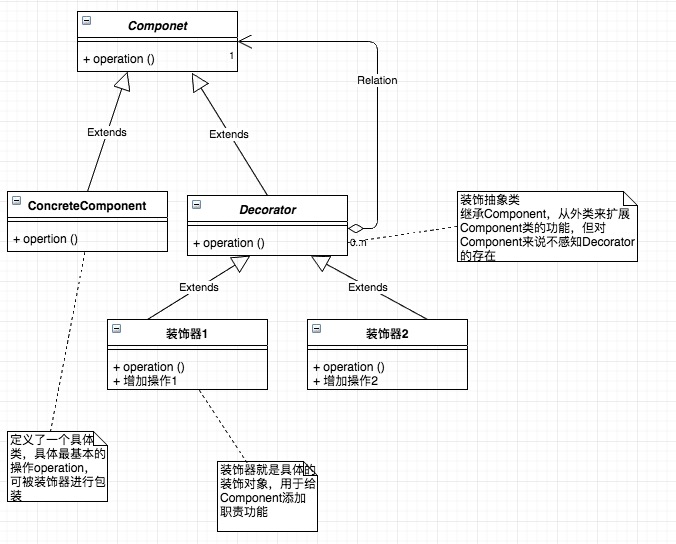 Componet
+ operation ()
1
Relation
Extends
Extends
ConcreteComponent
+ opertion ()
Decorator
+ operation ()
0..n
装饰抽象类
继承Component，从外类来扩展
Component类的功能，但对
Component来说不感知Decorator
的存在
Extends
Extends
装饰器1
+ operation ()
+ 增加操作1
装饰器2
+ operation ()
+ 增加操作2
定义了一个具体
类，具体最基本的
操作operation，
可被装饰器进行包
装
装饰器就是具体的
装饰对象，用于给
Component添加
职责功能